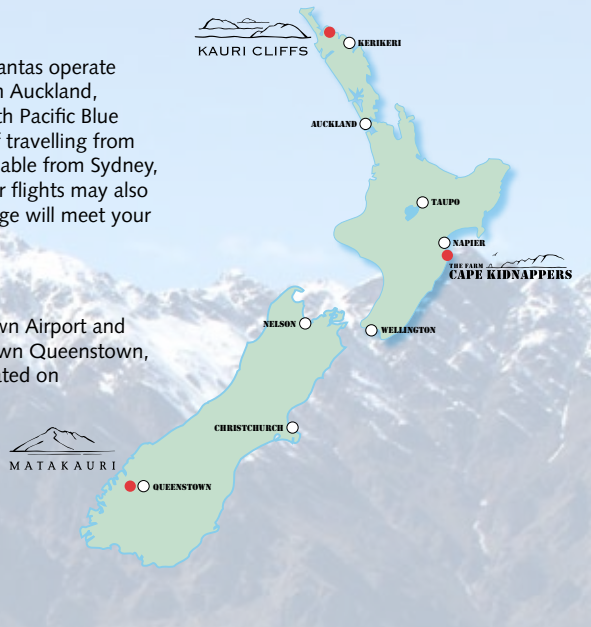 KAURI CLIFFS
KERIKERI
antas operate
n Auckland,
th Pacific Blue
f travelling from
able from Sydney,
r flights may also
ge will meet your
AUCKLAND
TAUPO
NAPIER
THE FARM
CAPE KIDNAPPERS
wn Airport and
wn Queenstown,
ated on
NELSON
WELLINGTON
CHRISTCHURCH
MATAKAURI
QUEENSTOWN